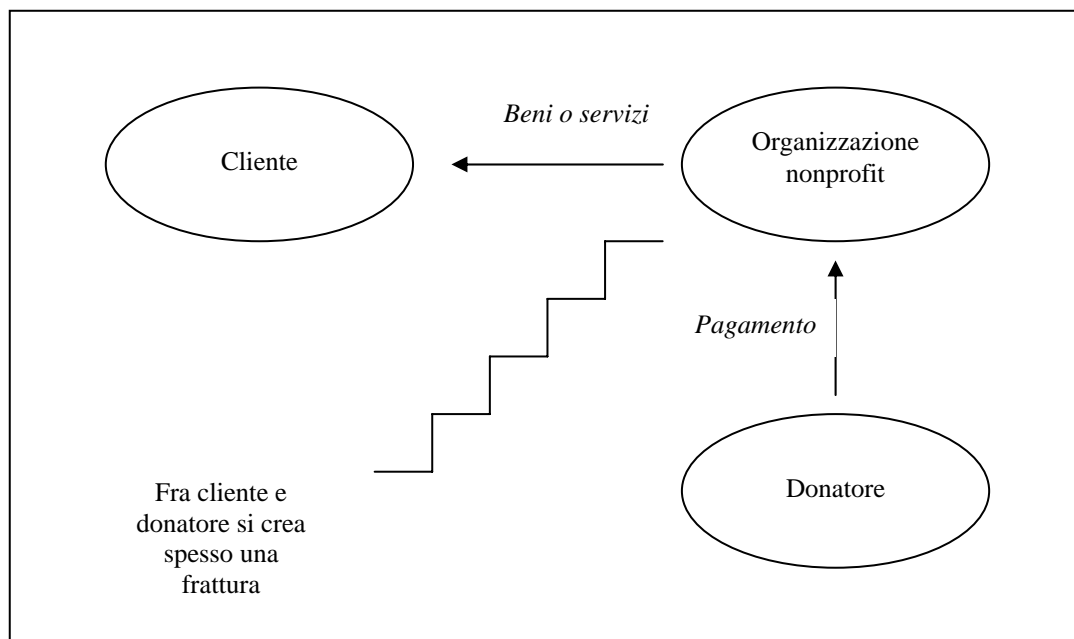 Beni o servizi
Cliente
Organizzazione
nonprofit
Pagamento
Donatore
Fra cliente e
donatore si crea
spesso una
frattura